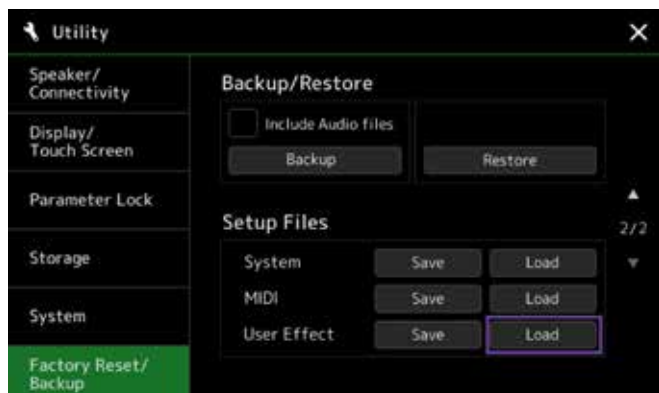 Utility
Speaker/
Connectivity
Display/
Touch Screen
Parameter Lock
Storage
System
Factory Reset/
Backup
Backup/Restore
Include Audio files
Backup Restore
Setup Files
System Save Load
MIDI Save Load
User Effect Save Load
2/2